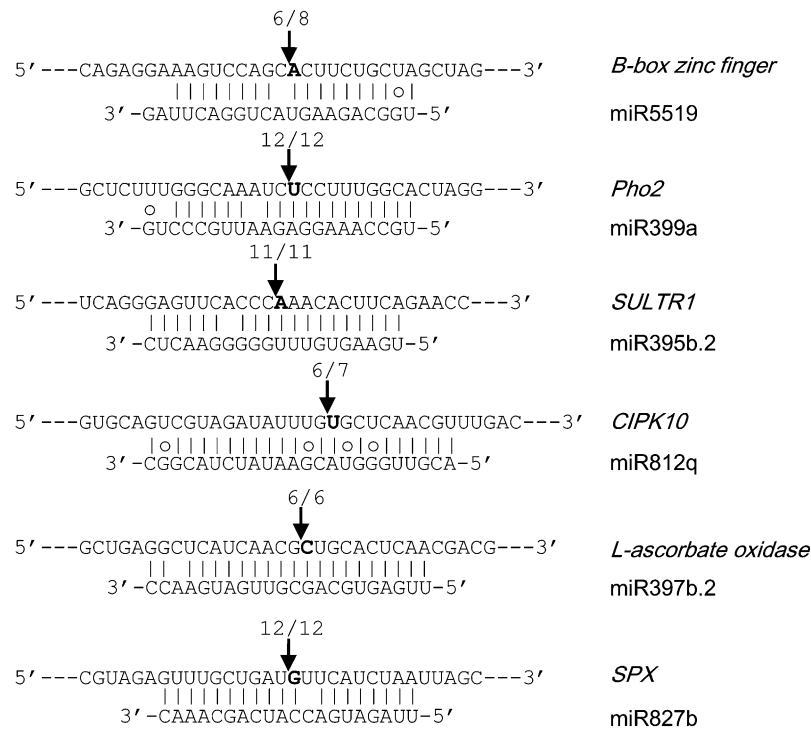 6/8
5′---CAGAGGAAAGUCCAGCACUUCUGCUAGCUAG---3′ B-box zinc finger
3′-GAUUCAGGUCAUGAAGACGGU-5′ miR5519
12/12
5′---GCUCUUUGGGCAAAUCUCCUUUGGCACUAGG---3′ Pho2
3′-GUCCCGUUAAGAGGAAACCGU-5′ miR399a
11/11
5′---UCAGGGAGUUCACCCAAACACUUCAGAACC---3′ SULTR1
3′-CUCAAGGGGGUUUGUGAAGU-5′ miR395b.2
6/7
5′---GUGCAGUCGUAGAUAUUUGUGCUCAACGUUUGAC---3′ CIPK10
3′-CGGCAUCUAUAAGCAUGGGUUGCA-5′ miR812q
6/6
5′---GCUGAGGCUCAUCAACGCUGCACUCAACGACG---3′ L-ascorbate oxidase
3′-CCAAGUAGUUGCGACGUGAGUU-5′ miR397b.2
12/12
5′---CGUAGAGUUUGCUGAUGUUCAUCUAAUUAGC---3′ SPX
3′-CAAACGACUACCAGUAGAUU-5′ miR827b